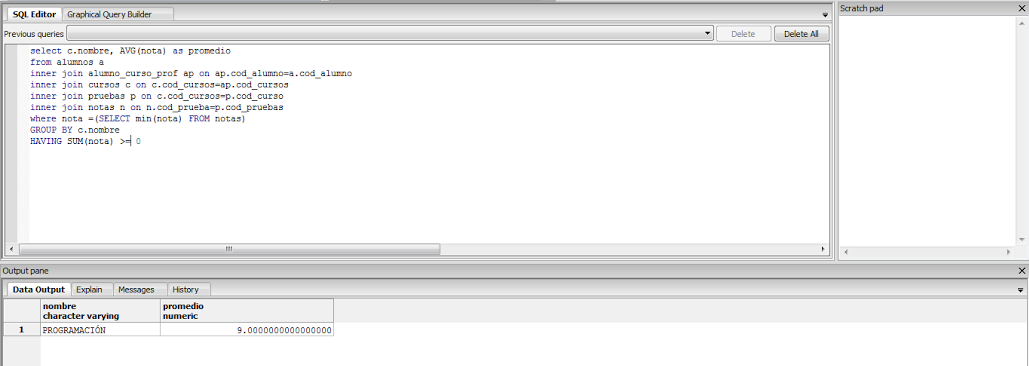 SQL Editor Graphical Query Builder
Scratch pad
Previous queries Delete Delete All
select c.nombre, AVG(nota) as promedio
from alumnos a
inner join alumno_curso_prof ap on ap.cod_alumno=a.cod_alumno
inner join cursos c on c.cod_cursos=ap.cod_cursos
inner join pruebas p on c.cod_cursos=p.cod_curso
inner join notas n on n.cod_prueba=p.cod_pruebas
where nota =(SELECT min(nota) FROM notas)
GROUP BY c.nombre
HAVING SUM(nota) >= 0
Output pane
Data Output Explain Messages History
nombre promedio
character varying numeric
1 PROGRAMACIÓN 9.0000000000000000